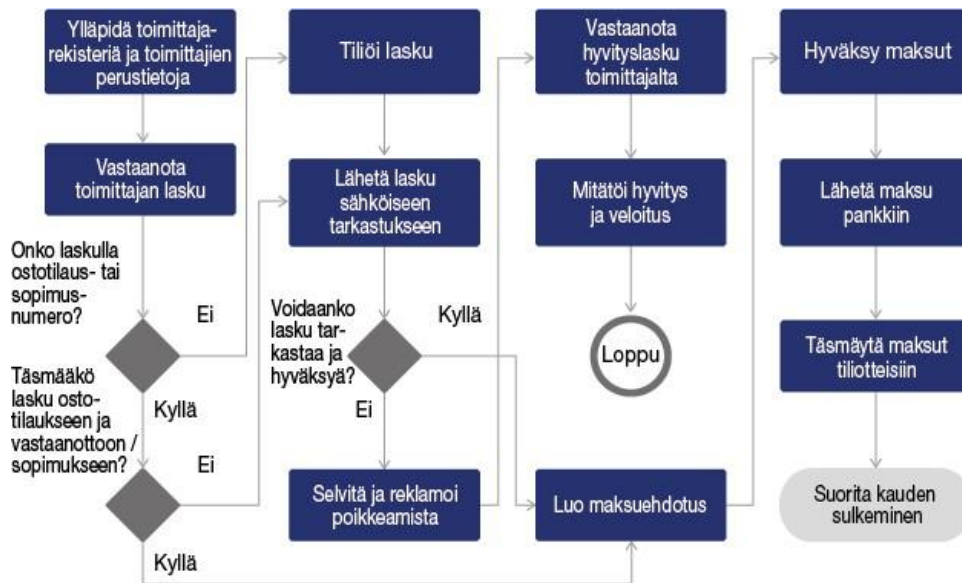 Ylläpidä toimittaja-
rekisteriä ja toimittajien
perustietoja
Vastaanota
toimittajan lasku
Onko laskulla
ostotilaus- tai
sopimus-
numero?
Ei
Kyllä
Täsmääkö
lasku osto-
tilaukseen ja
vastaanottoon /
sopimukseen?
Ei
Kyllä
Tiliöi lasku
Lähetä lasku
sähköiseen
tarkastukseen
Voidaanko
lasku tar-
kastaa ja
hyväksyä?
Kyllä
Ei
Selvitä ja reklamoi
poikkeamista
Vastaanota
hyvityslasku
toimittajalta
Mitätöi hyvitys
ja veloitus
Loppu
Luo maksuehdotus
Hyväksy maksut
Lähetä maksu
pankkiin
Täsmäytä maksut
tiliotteisiin
Suorita kauden
sulkeminen